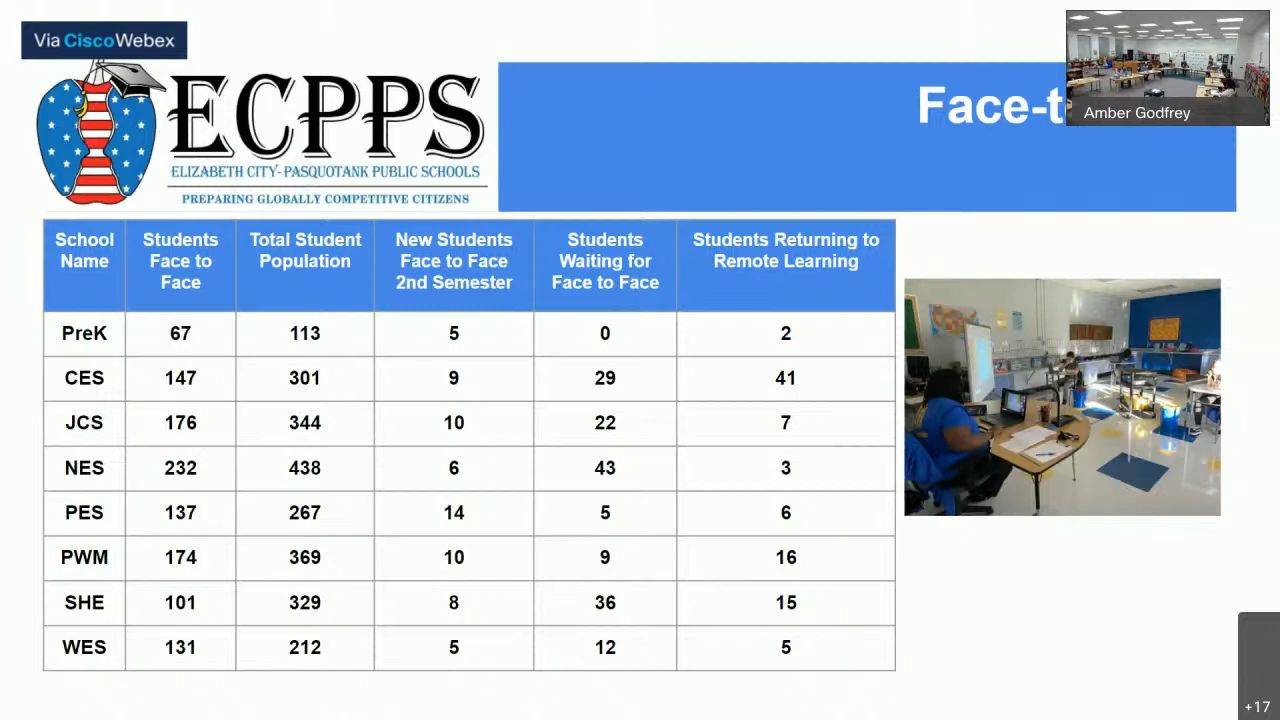 Via CiscoWebex
ECPPS
ELIZABETH CITY-PASQUOTANK PUBLIC SCHOOLS
PREPARING GLOBALLY COMPETITIVE CITIZENS
Face-t
Amber Godfrey
School Name Students Face to Face Total Student Population New Students Face to Face 2nd Semester Students Waiting for Face to Face Students Returning to Remote Learning
PreK 67 113 5 0 2
CES 147 301 9 29 41
JCS 176 344 10 22 7
NES 232 438 6 43 3
PES 137 267 14 5 6
PWM 174 369 10 9 16
SHE 101 329 8 36 15
WES 131 212 5 12 5
+17